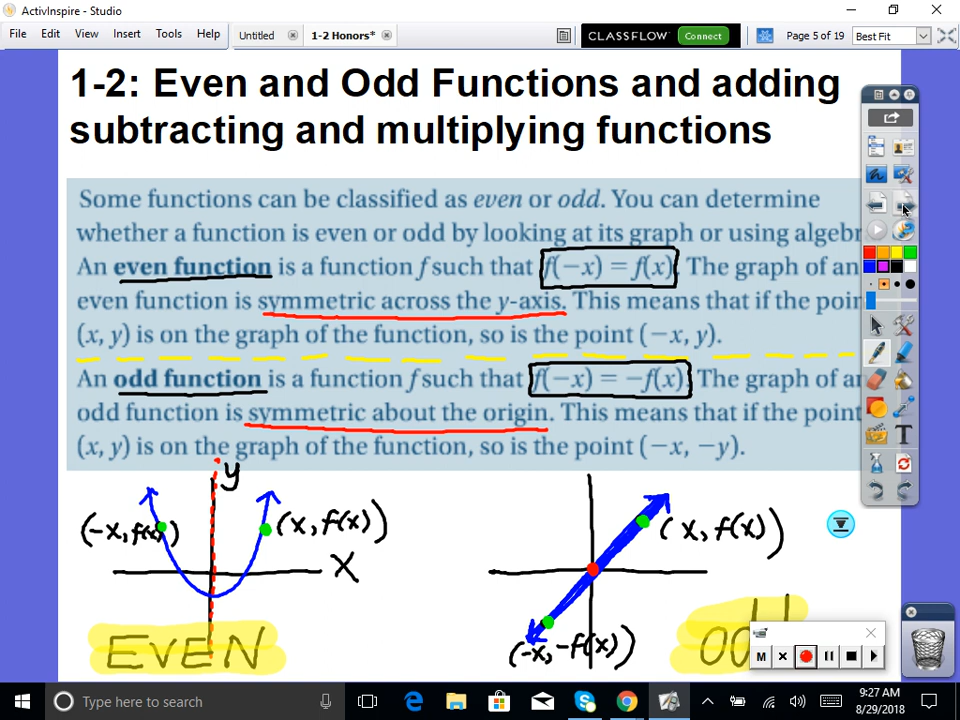 ActivInspire - Studio
File Edit View Insert Tools Help Untitled 1-2 Honors* CLASSFLOW Connect Page 5 of 19 Best Fit
1-2: Even and Odd Functions and adding
subtracting and multiplying functions
Some functions can be classified as even or odd. You can determine
whether a function is even or odd by looking at its graph or using algebr
An even function is a function f such that f(−x) = f(x). The graph of an
even function is symmetric across the y-axis. This means that if the poin
(x, y) is on the graph of the function, so is the point (−x, y).
An odd function is a function f such that f(−x) = −f(x). The graph of an
odd function is symmetric about the origin. This means that if the point
(x, y) is on the graph of the function, so is the point (−x, −y).
y
(-x, f(x)) (x, f(x)) (x, f(x))
x
(-x, -f(x))
EVEN odd
M
Type here to search
9:27 AM
8/29/2018